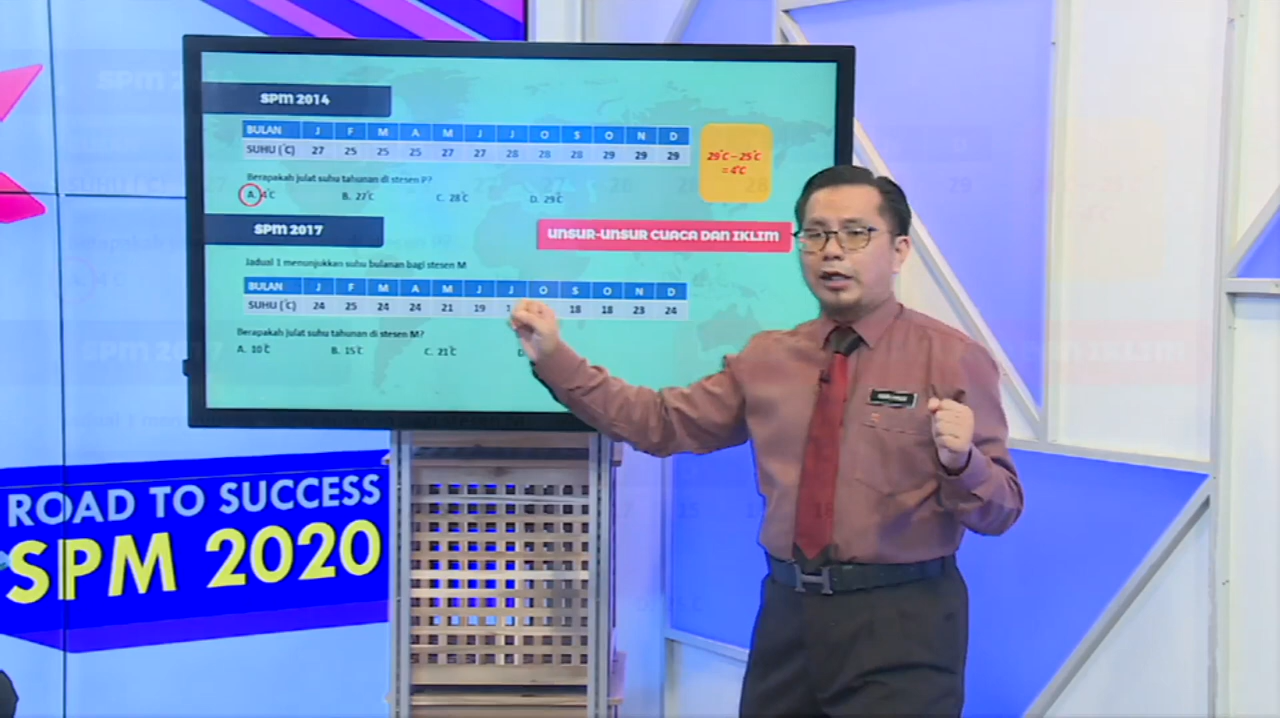 SPM 2014
BULAN J F M A M J J O S O N D
SUHU (°C) 27 25 25 25 27 27 28 28 28 29 29 29
29°C - 25°C
= 4°C
Berapakah julat suhu tahunan di stesen P?
A. 4°C B. 27°C C. 28°C D. 29°C
SPM 2017
UNSUR-UNSUR CUACA DAN IKLIM
Jadual 1 menunjukkan suhu bulanan bagi stesen M
BULAN J F M A M J J O S O N D
SUHU (°C) 24 25 24 24 21 19 18 18 23 24
Berapakah julat suhu tahunan di stesen M?
A. 10°C B. 15°C C. 21°C D
ROAD TO SUCCESS
SPM 2020